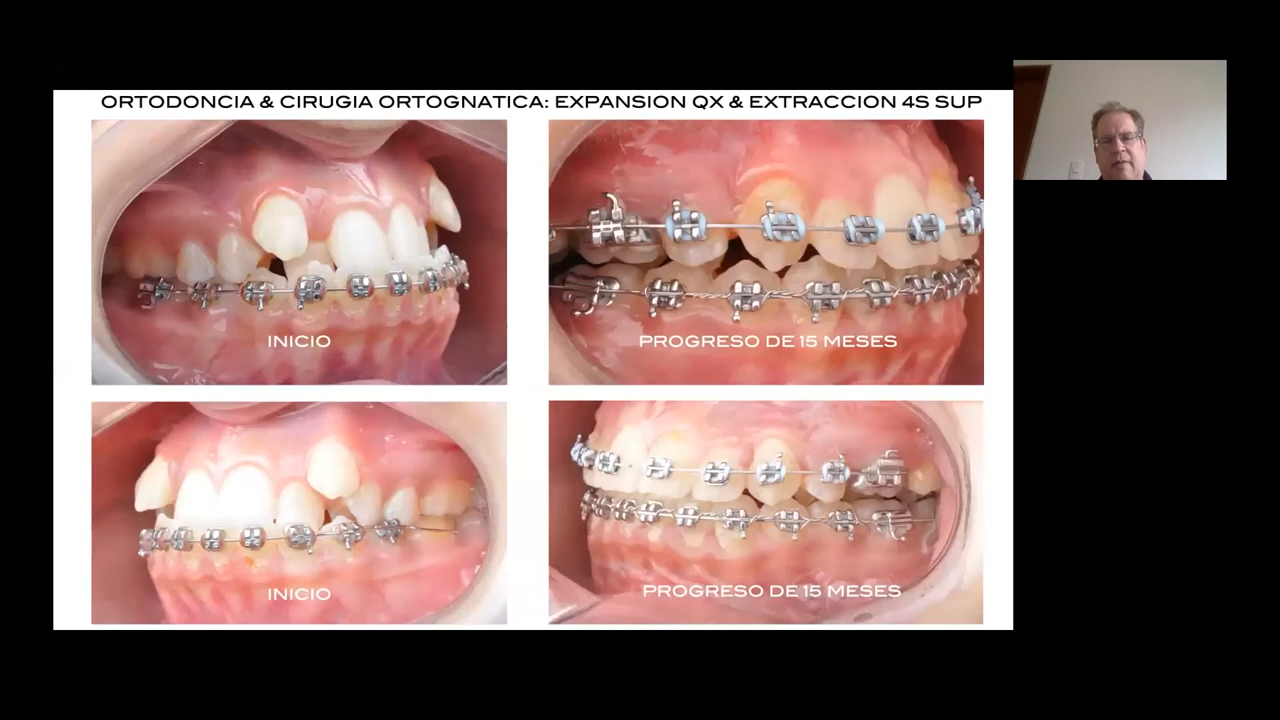 ORTODONCIA & CIRUGIA ORTOGNATICA: EXPANSION QX & EXTRACCION 4S SUP
INICIO
PROGRESO DE 15 MESES
INICIO
PROGRESO DE 15 MESES